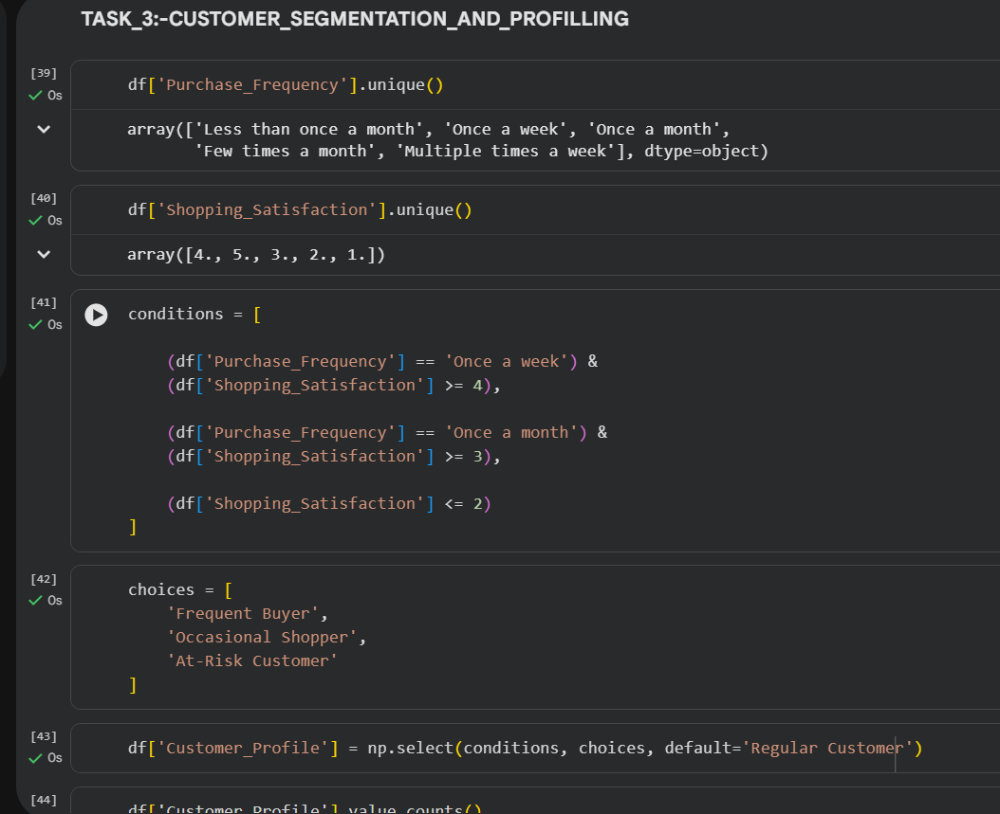 TASK_3:-CUSTOMER_SEGMENTATION_AND_PROFILLING
[39]
0s
df['Purchase_Frequency'].unique()
array(['Less than once a month', 'Once a week', 'Once a month',
'Few times a month', 'Multiple times a week'], dtype=object)
[40]
0s
df['Shopping_Satisfaction'].unique()
array([4., 5., 3., 2., 1.])
[41]
0s
conditions = [
(df['Purchase_Frequency'] == 'Once a week') &
(df['Shopping_Satisfaction'] >= 4),
(df['Purchase_Frequency'] == 'Once a month') &
(df['Shopping_Satisfaction'] >= 3),
(df['Shopping_Satisfaction'] <= 2)
]
[42]
0s
choices = [
'Frequent Buyer',
'Occasional Shopper',
'At-Risk Customer'
]
[43]
0s
df['Customer_Profile'] = np.select(conditions, choices, default='Regular Customer')
[44]
df['Customer_Profile'].value_counts()